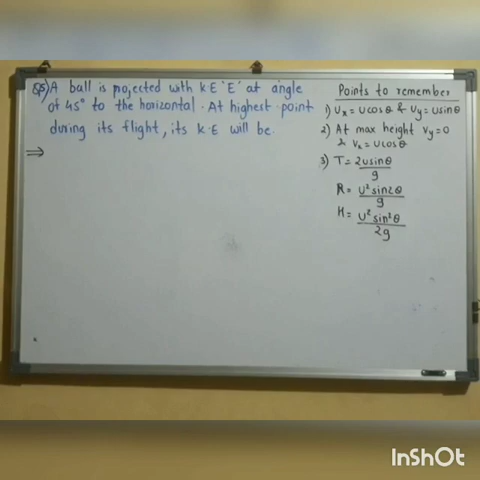 Q5) A ball is projected with K.E 'E' at angle
of 45° to the horizontal. At highest point
during its flight, its K.E will be.
⇒
Points to remember
1) Ux = ucosθ & Uy = usinθ
2) At max height vy=0
& Vx = ucosθ
3) T = 2usinθ/g
R = u²sin2θ/g
H = u²sin²θ/2g
InShOt